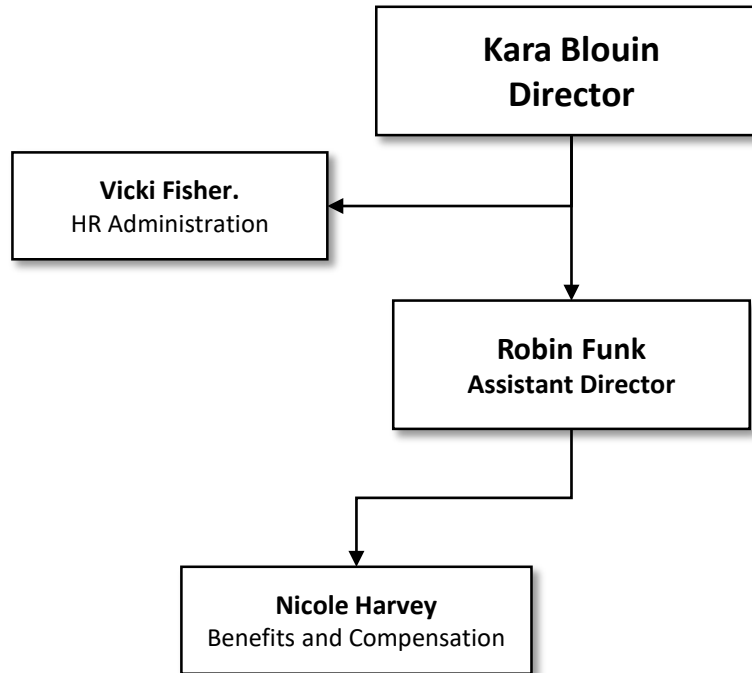 Kara Blouin
Director
Vicki Fisher.
HR Administration
Robin Funk
Assistant Director
Nicole Harvey
Benefits and Compensation